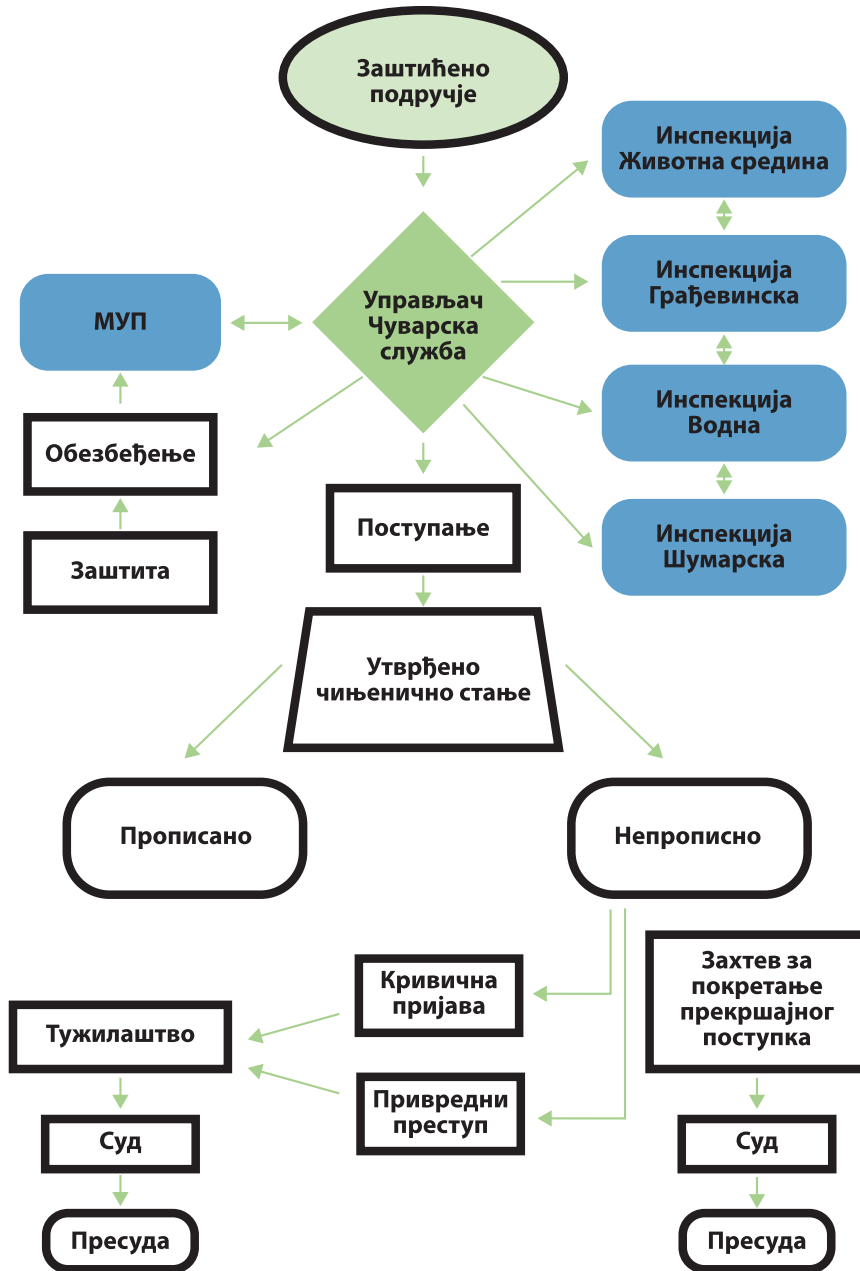 Заштићено
подручје
Инспекција
Животна средина
Управљач
Чуварска
служба
Инспекција
Грађевинска
МУП
Инспекција
Водна
Обезбеђење
Поступање
Инспекција
Шумарска
Заштита
Утврђено
чињенично стање
Прописано
Непрописно
Кривична
пријава
Захтев за
покретање
прекршајног
поступка
Тужилаштво
Привредни
преступ
Суд
Суд
Пресуда
Пресуда